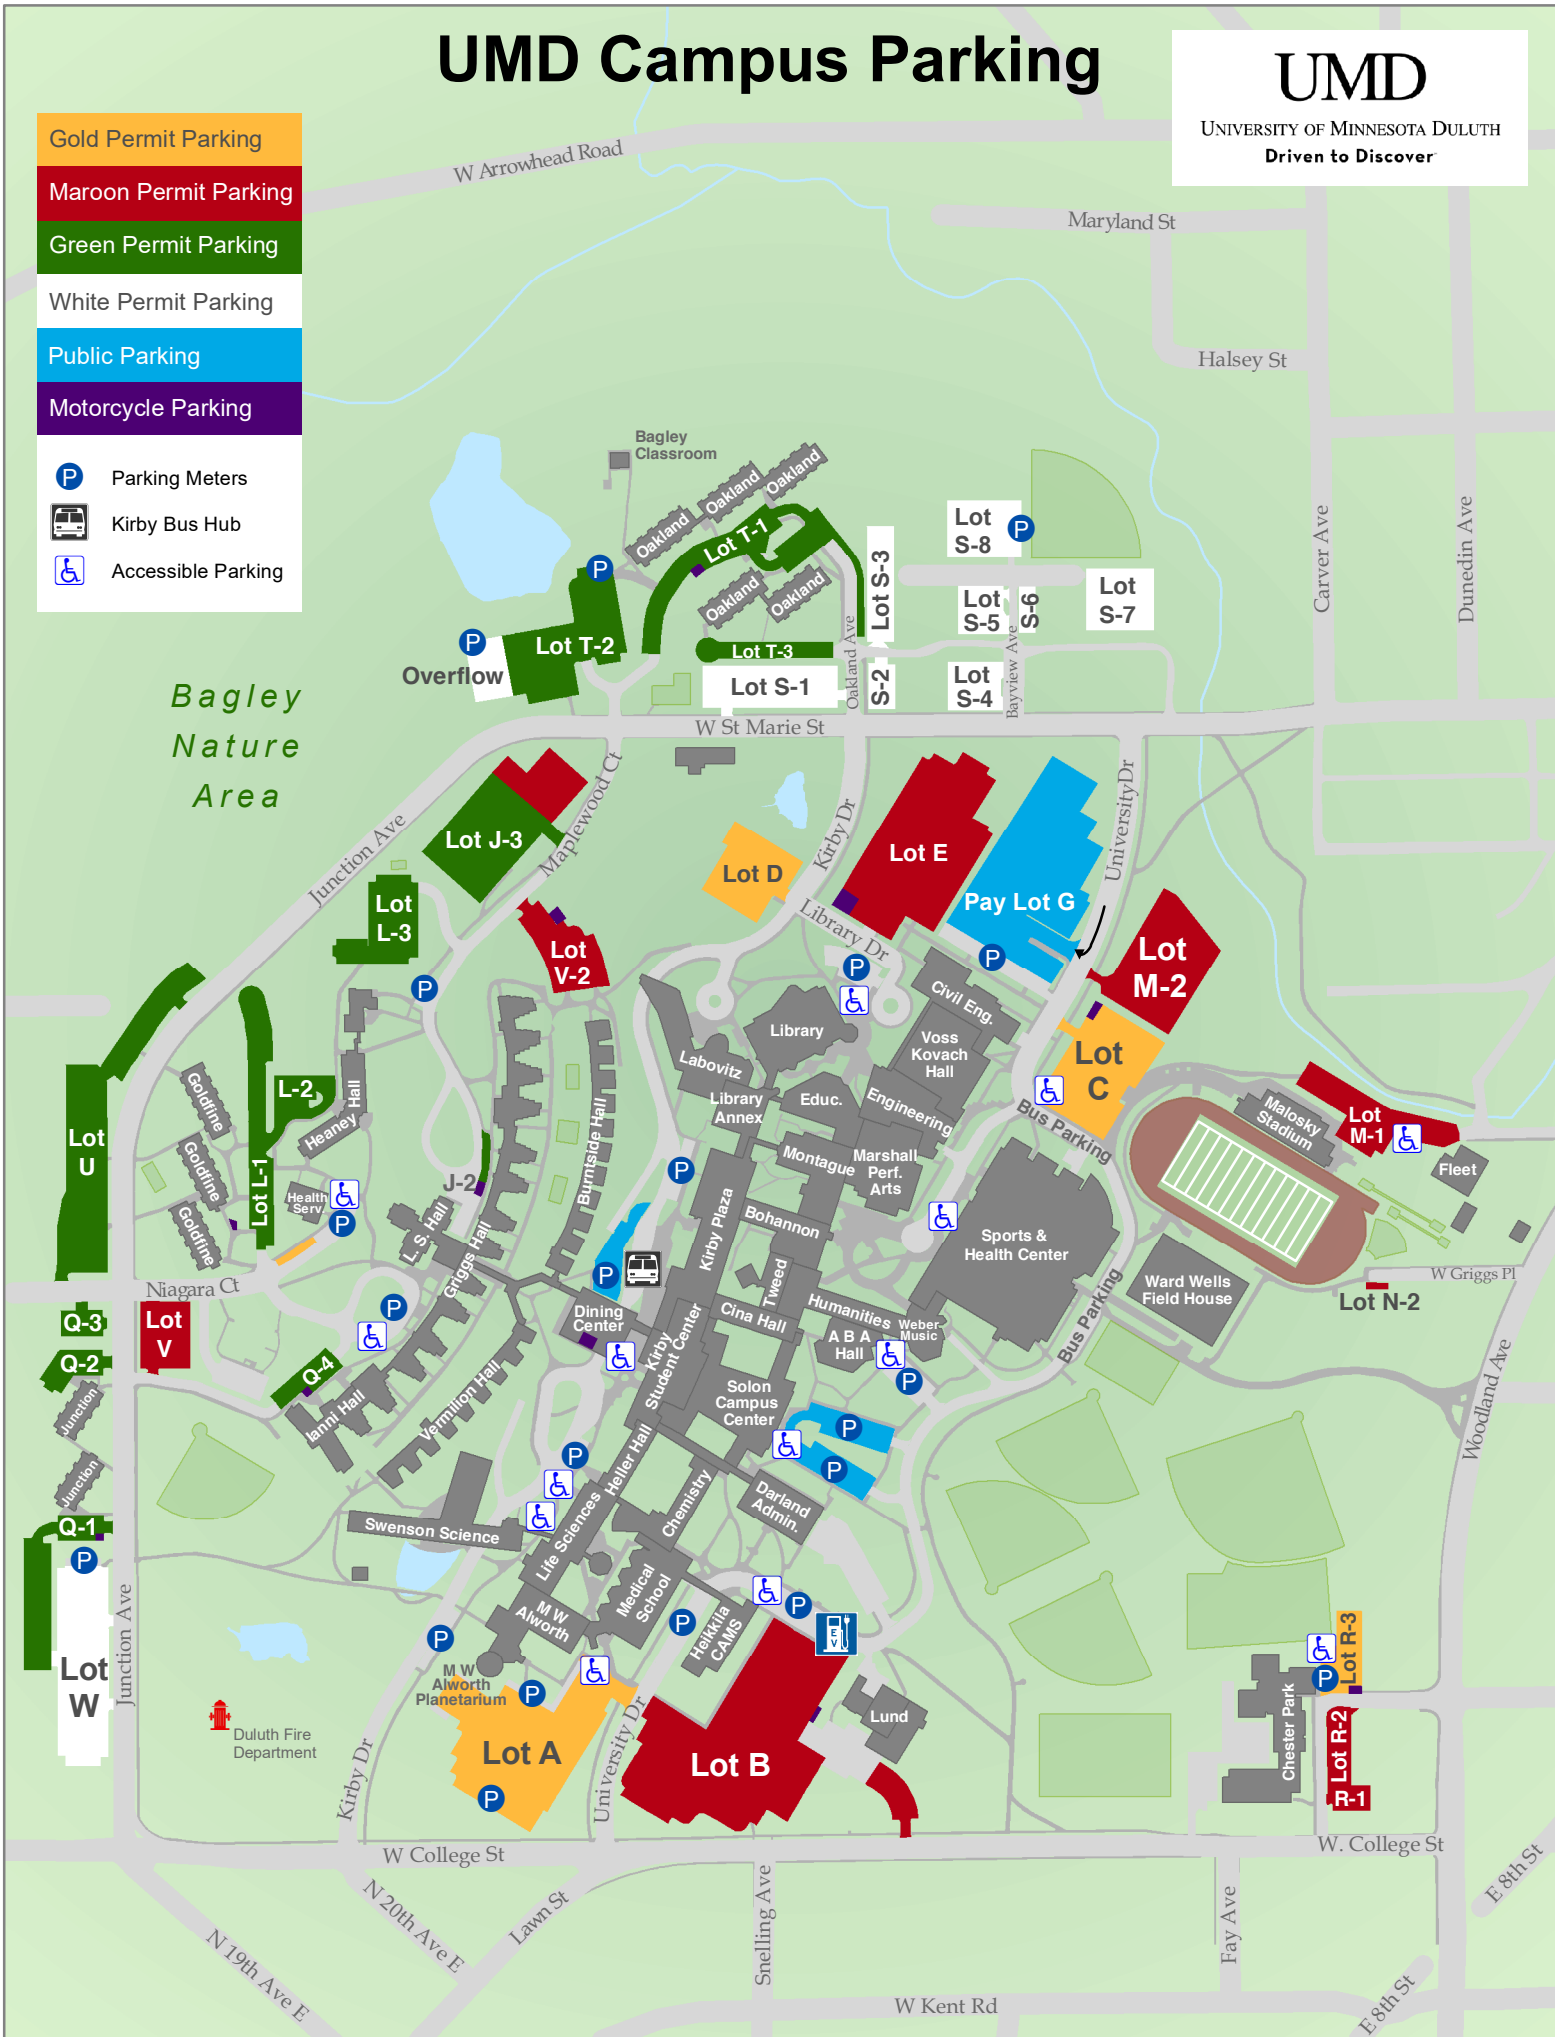 UMD Campus Parking
UMD
UNIVERSITY OF MINNESOTA DULUTH
Driven to Discover
Gold Permit Parking
Maroon Permit Parking
Green Permit Parking
White Permit Parking
Public Parking
Motorcycle Parking
P
Parking Meters
Kirby Bus Hub
Accessible Parking
W Arrowhead Road
Maryland St
Halsey St
Carver Ave
Dunedin Ave
Bagley
Classroom
Oakland
Oakland
Oakland
Lot T-1
Oakland
Oakland
Lot S-3
Lot
S-8
P
Lot
S-5
S-6
Lot
S-7
P
P
Lot T-2
Overflow
Lot T-3
Lot S-1
Oakland Ave
S-2
Lot
S-4
Bayview Ave
W St Marie St
Bagley
Nature
Area
Junction Ave
Lot J-3
Maplewood Ct
Lot D
Kirby Dr
Lot E
Pay Lot G
University Dr
Lot
L-3
Lot
V-2
Library Dr
P
P
P
Lot
M-2
Civil Eng.
Library
Voss
Kovach
Hall
Lot
C
Labovitz
Library
Annex
Educ.
Engineering
Bus Parking
Malosky
Stadium
Lot
M-1
Fleet
Goldfine
Goldfine
Goldfine
L-2
Heaney Hall
Lot
U
Lot L-1
Health
Serv.
P
J-2
L. S. Hall
Griggs Hall
Burntside Hall
P
Montague
Marshall
Perf.
Arts
Kirby Plaza
Bohannon
Sports &
Health Center
Tweed
Ward Wells
Field House
W Griggs Pl
Lot N-2
Niagara Ct
P
P
Q-3
Lot
V
Q-2
Q-4
Junction
Junction
Ianni Hall
Vermilion Hall
Dining
Center
Kirby
Student Center
Cina Hall
Humanities
A B A
Hall
Weber
Music
P
Bus Parking
Woodland Ave
Solon
Campus
Center
P
P
P
Heller Hall
Chemistry
Darland
Admin.
Swenson Science
Life Sciences
Q-1
P
Lot
W
Junction Ave
Medical
School
M W
Alworth
Heikkila
CAMS
P
P
E
V
P
M W
Alworth
Planetarium
P
Lot A
P
Lot B
Lund
Duluth Fire
Department
Kirby Dr
University Dr
Lot R-3
P
Chester Park
Lot R-2
R-1
W College St
W. College St
N 20th Ave E
Lawn St
Snelling Ave
Fay Ave
E 8th St
N 19th Ave E
W Kent Rd
E 8th St